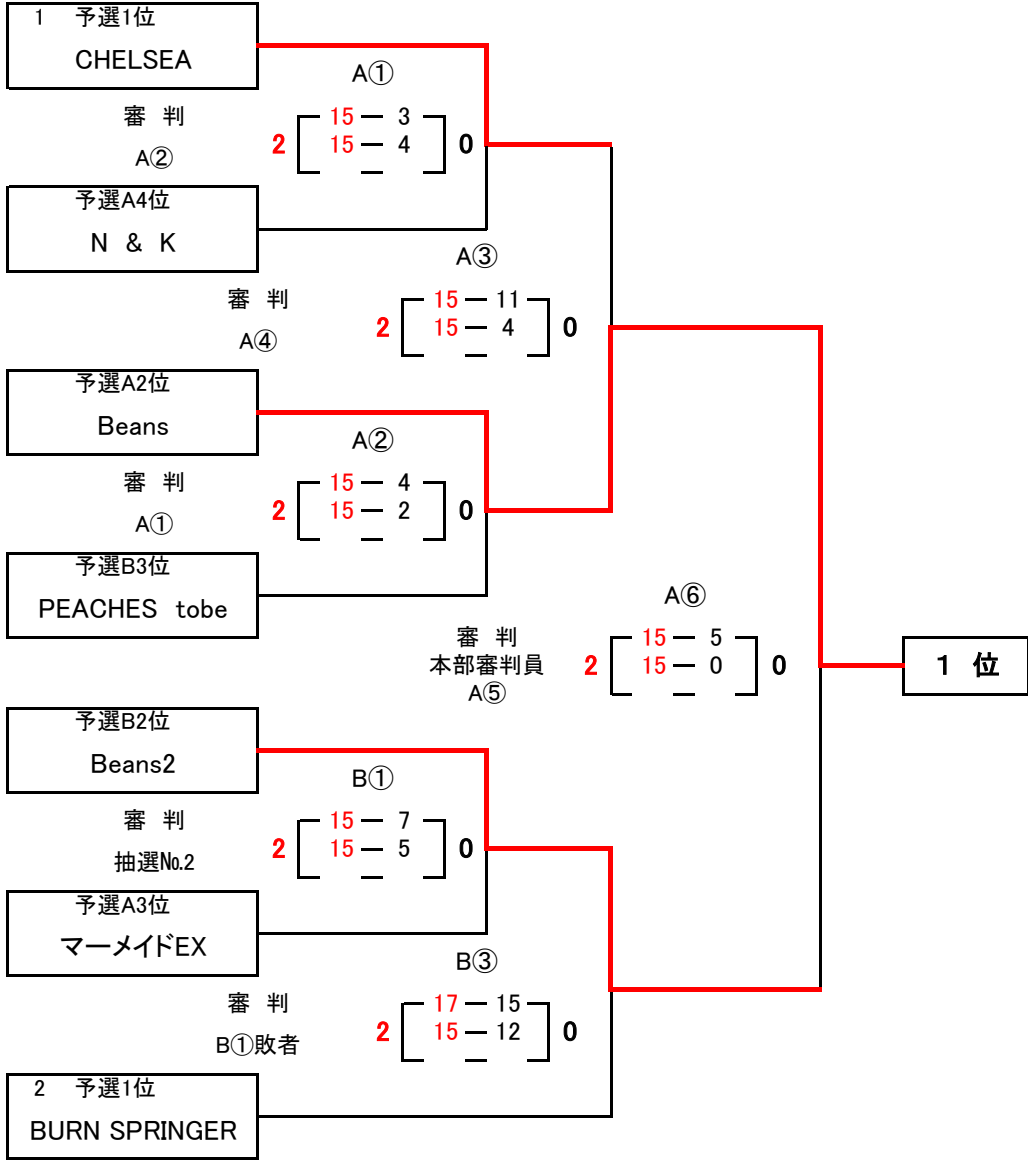 1 予選1位
CHELSEA
A①
審 判
A②
2 15 ― 3 0
15 ― 4
―
予選A4位
N & K
A③
審 判
A④
2 15 ― 11 0
15 ― 4
―
予選A2位
Beans
A②
審 判
A①
2 15 ― 4 0
15 ― 2
―
予選B3位
PEACHES tobe
A⑥
審 判
本部審判員
A⑤
2 15 ― 5 0
15 ― 0
―
1 位
予選B2位
Beans2
B①
審 判
抽選№2
2 15 ― 7 0
15 ― 5
―
予選A3位
マーメイドEX
B③
審 判
B①敗者
2 17 ― 15 0
15 ― 12
―
2 予選1位
BURN SPRINGER